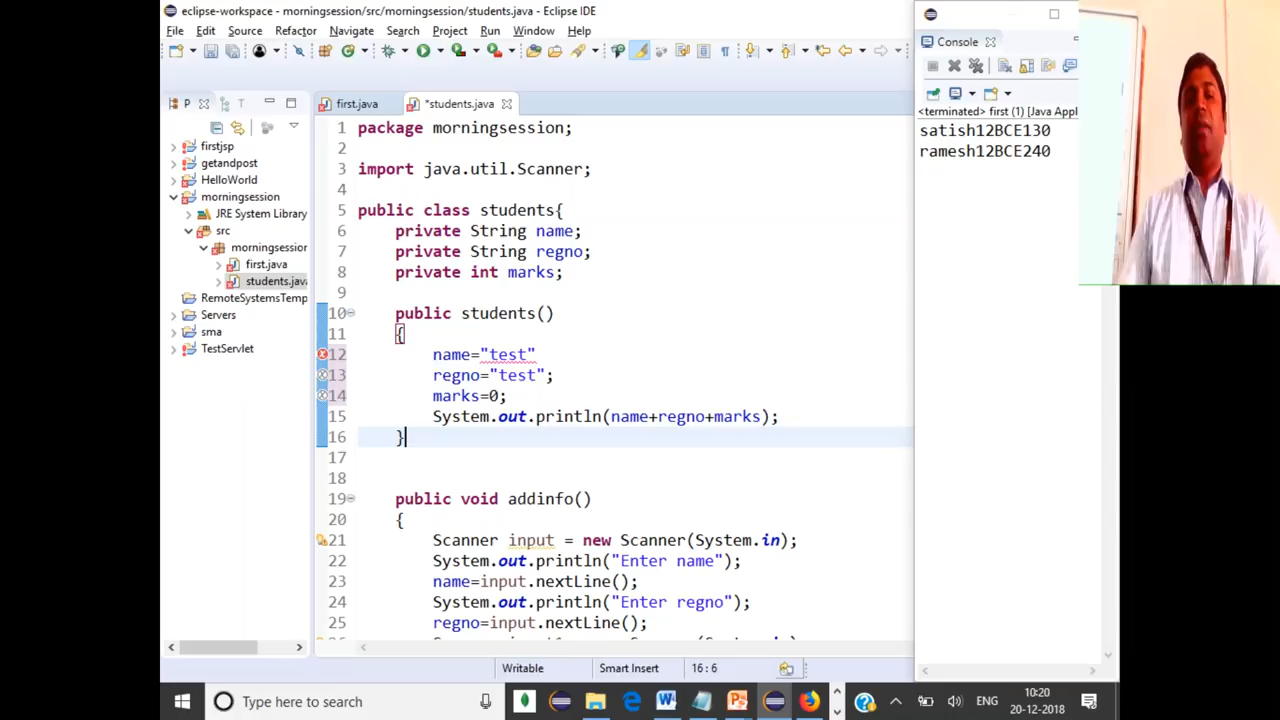 eclipse-workspace - morningsession/src/morningsession/students.java - Eclipse IDE
File Edit Source Refactor Navigate Search Project Run Window Help
P
first.java
*students.java
firstjsp
getandpost
HelloWorld
morningsession
JRE System Library
src
morningsession
first.java
students.java
RemoteSystemsTemp
Servers
sma
TestServlet
1 package morningsession;
2
3 import java.util.Scanner;
4
5 public class students{
6 private String name;
7 private String regno;
8 private int marks;
9
10 public students()
11 {
12 name="test"
13 regno="test";
14 marks=0;
15 System.out.println(name+regno+marks);
16 }
17
18
19 public void addinfo()
20 {
21 Scanner input = new Scanner(System.in);
22 System.out.println("Enter name");
23 name=input.nextLine();
24 System.out.println("Enter regno");
25 regno=input.nextLine();
Console
<terminated> first (1) [Java Appl
satish12BCE130
ramesh12BCE240
Writable Smart Insert 16 : 6
Type here to search
ENG
10:20
20-12-2018